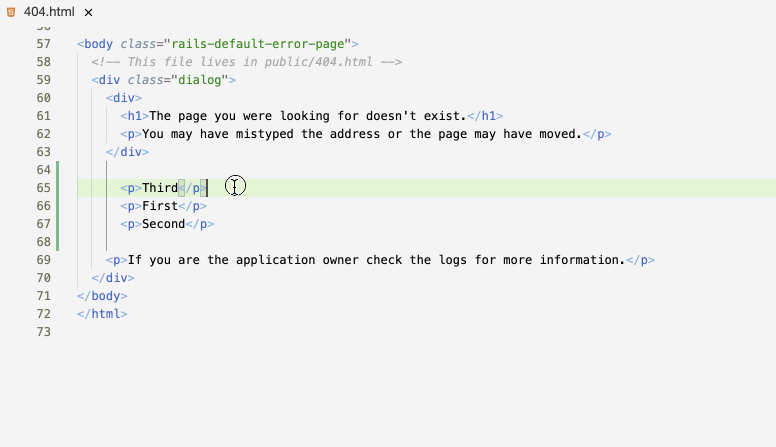 404.html ×
56
57 <body class="rails-default-error-page">
58 <!-- This file lives in public/404.html -->
59 <div class="dialog">
60 <div>
61 <h1>The page you were looking for doesn't exist.</h1>
62 <p>You may have mistyped the address or the page may have moved.</p>
63 </div>
64
65 <p>Third</p>
66 <p>First</p>
67 <p>Second</p>
68
69 <p>If you are the application owner check the logs for more information.</p>
70 </div>
71 </body>
72 </html>
73